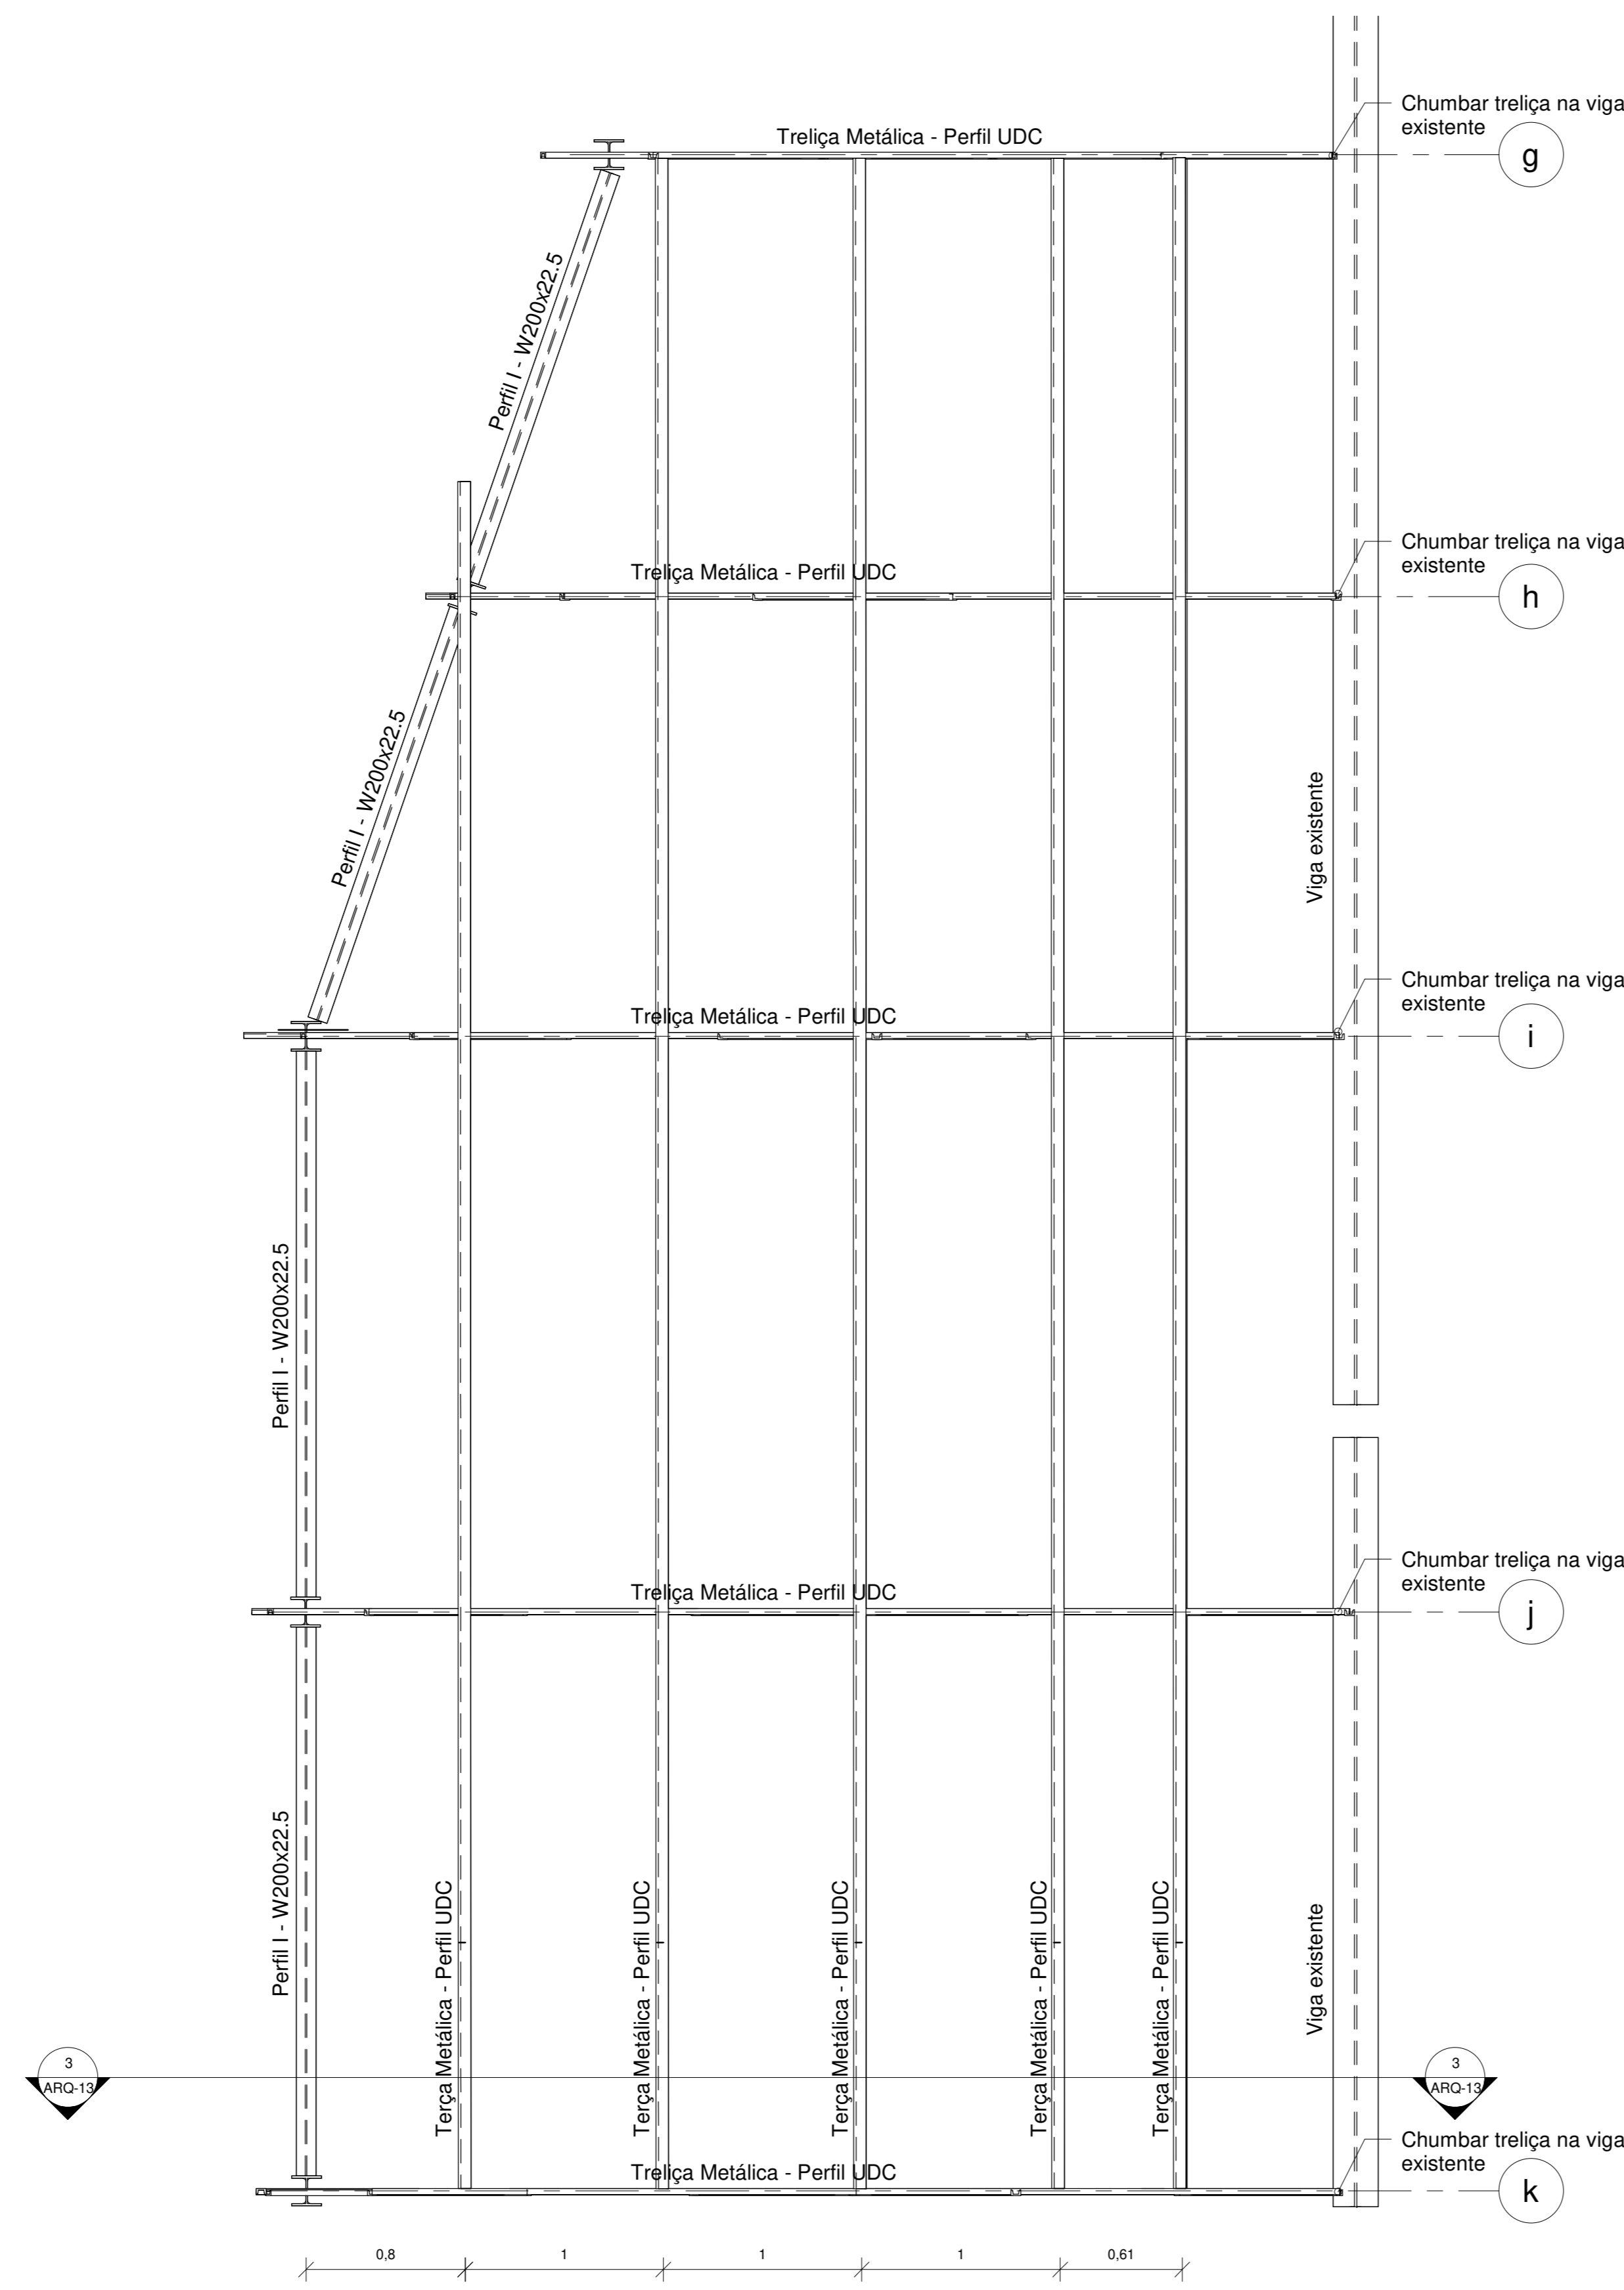 Chumbar treliça na viga
existente
Treliça Metálica - Perfil UDC
g
Perfil I - W200x22.5
Chumbar treliça na viga
existente
Treliça Metálica - Perfil UDC
h
Perfil I - W200x22.5
Viga existente
Chumbar treliça na viga
existente
Treliça Metálica - Perfil UDC
i
Perfil I - W200x22.5
Chumbar treliça na viga
existente
Treliça Metálica - Perfil UDC
j
Perfil I - W200x22.5
Terça Metálica - Perfil UDC
Terça Metálica - Perfil UDC
Terça Metálica - Perfil UDC
Terça Metálica - Perfil UDC
Terça Metálica - Perfil UDC
Viga existente
3
ARQ-13
3
ARQ-13
Chumbar treliça na viga
existente
Treliça Metálica - Perfil UDC
k
0,8
1
1
1
0,61